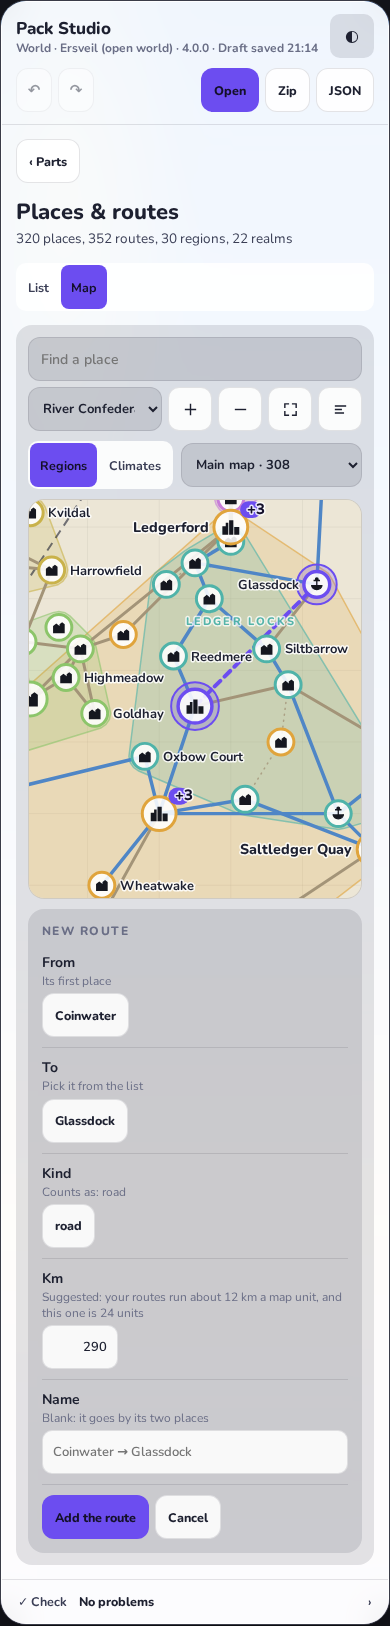 Pack Studio
World · Ersveil (open world) · 4.0.0 · Draft saved 21:14
Open
Zip
JSON
‹ Parts
Places & routes
320 places, 352 routes, 30 regions, 22 realms
List
Map
Find a place
River Confeder
Regions
Climates
Main map · 308
Kvildal
+3
Ledgerford
Harrowfield
Glassdock
LEDGER LOCKS
Reedmere
Siltbarrow
Highmeadow
Goldhay
Oxbow Court
+3
Saltledger Quay
Wheatwake
NEW ROUTE
From
Its first place
Coinwater
To
Pick it from the list
Glassdock
Kind
Counts as: road
road
Km
Suggested: your routes run about 12 km a map unit, and
this one is 24 units
290
Name
Blank: it goes by its two places
Coinwater → Glassdock
Add the route
Cancel
✓ Check
No problems
›